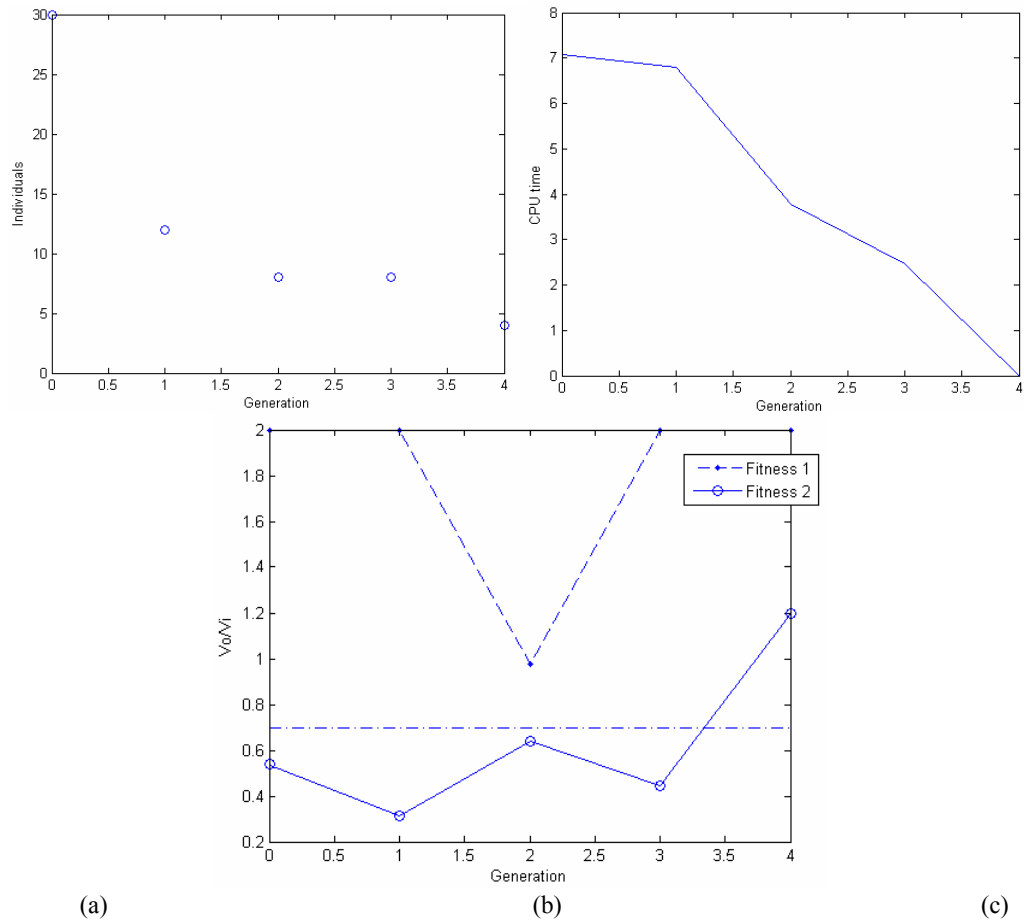 30
25
20
15
10
5
0
Individuals
0 0.5 1 1.5 2 2.5 3 3.5 4
Generation
8
7
6
5
4
3
2
1
0
CPU time
0 0.5 1 1.5 2 2.5 3 3.5 4
Generation
2
1.8
1.6
1.4
1.2
1
0.8
0.6
0.4
0.2
Vo/Vi
Fitness 1
Fitness 2
0 0.5 1 1.5 2 2.5 3 3.5 4
Generation
(a) (b) (c)